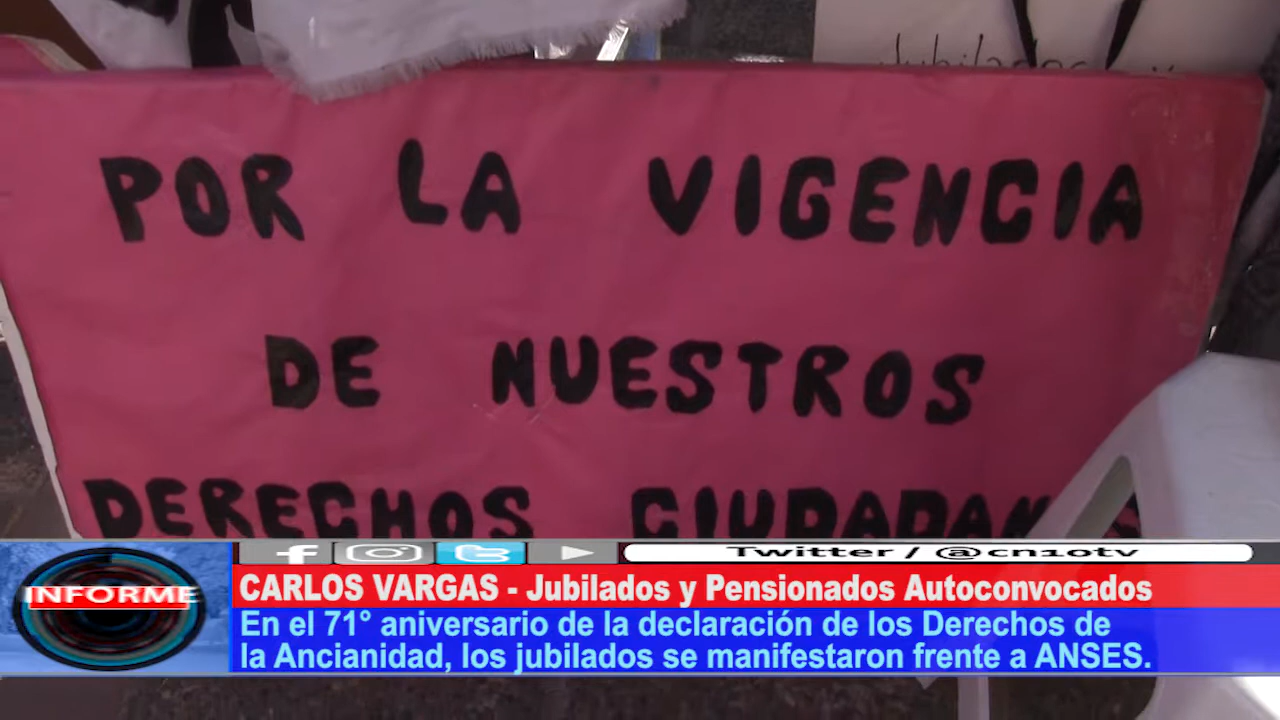 Jubilados y
POR LA VIGENCIA
DE NUESTROS
DERECHOS
INFORME
Twitter / @cn10tv
CARLOS VARGAS - Jubilados y Pensionados Autoconvocados
En el 71° aniversario de la declaración de los Derechos de
la Ancianidad, los jubilados se manifestaron frente a ANSES.